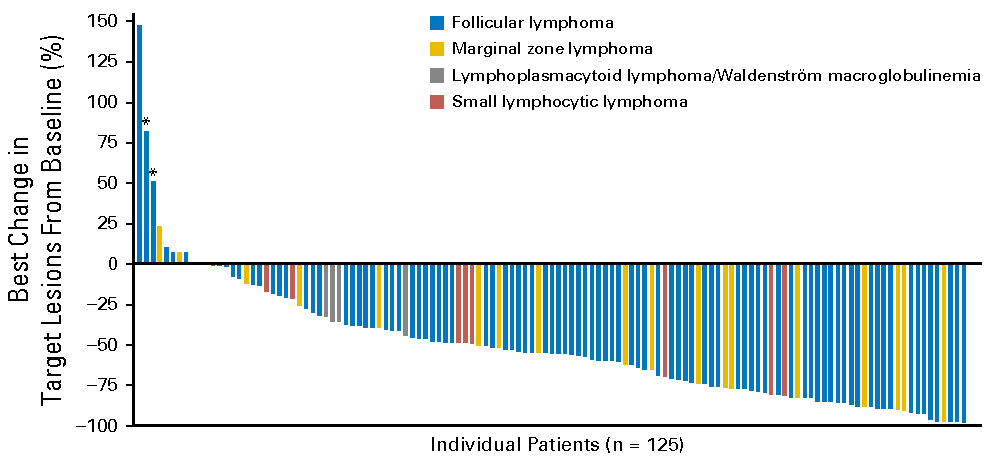 Best Change in
Target Lesions From Baseline (%)
150
125
100
75
50
25
0
−25
−50
−75
−100
*
*
Follicular lymphoma
Marginal zone lymphoma
Lymphoplasmacytoid lymphoma/Waldenström macroglobulinemia
Small lymphocytic lymphoma
Individual Patients (n = 125)